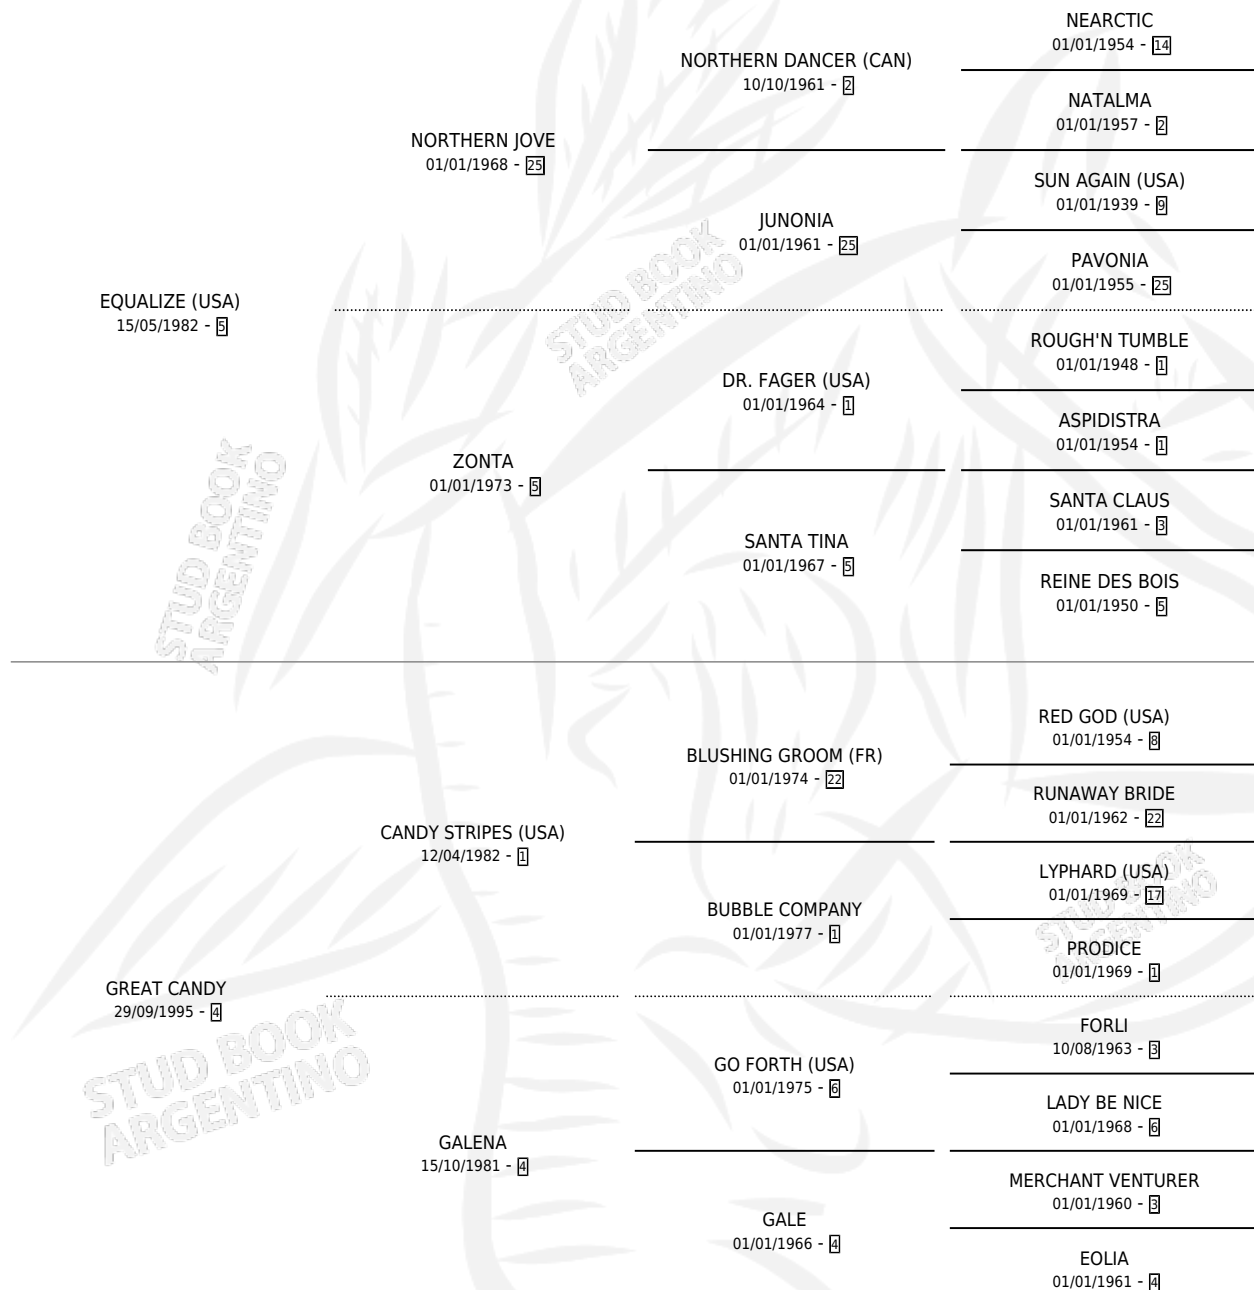 NEARCTIC
01/01/1954 - 14
NORTHERN DANCER (CAN)
10/10/1961 - 2
NATALMA
01/01/1957 - 2
NORTHERN JOVE
01/01/1968 - 25
SUN AGAIN (USA)
01/01/1939 - 9
JUNONIA
01/01/1961 - 25
PAVONIA
01/01/1955 - 25
EQUALIZE (USA)
15/05/1982 - 5
ROUGH'N TUMBLE
01/01/1948 - 1
DR. FAGER (USA)
01/01/1964 - 1
ASPIDISTRA
01/01/1954 - 1
ZONTA
01/01/1973 - 5
SANTA CLAUS
01/01/1961 - 3
SANTA TINA
01/01/1967 - 5
REINE DES BOIS
01/01/1950 - 5
RED GOD (USA)
01/01/1954 - 8
BLUSHING GROOM (FR)
01/01/1974 - 22
RUNAWAY BRIDE
01/01/1962 - 22
CANDY STRIPES (USA)
12/04/1982 - 1
LYPHARD (USA)
01/01/1969 - 17
BUBBLE COMPANY
01/01/1977 - 1
PRODICE
01/01/1969 - 1
GREAT CANDY
29/09/1995 - 4
FORLI
10/08/1963 - 3
GO FORTH (USA)
01/01/1975 - 6
LADY BE NICE
01/01/1968 - 6
GALENA
15/10/1981 - 4
MERCHANT VENTURER
01/01/1960 - 3
GALE
01/01/1966 - 4
EOLIA
01/01/1961 - 4
STUD BOOK
ARGENTINO
STUD BOOK
ARGENTINO
STUD BOOK
ARGENTINO
STUD BOOK
ARGENTINO